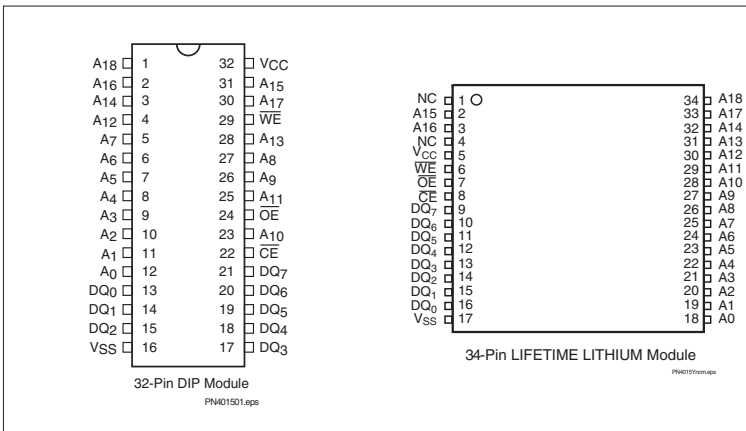 A18 1 32 VCC
A16 2 31 A15
A14 3 30 A17
A12 4 29 WE
A7 5 28 A13
A6 6 27 A8
A5 7 26 A9
A4 8 25 A11
A3 9 24 OE
A2 10 23 A10
A1 11 22 CE
A0 12 21 DQ7
DQ0 13 20 DQ6
DQ1 14 19 DQ5
DQ2 15 18 DQ4
VSS 16 17 DQ3
32-Pin DIP Module
PN401501.eps
NC 1 34 A18
A15 2 33 A17
A16 3 32 A14
NC 4 31 A13
VCC 5 30 A12
WE 6 29 A11
OE 7 28 A10
CE 8 27 A9
DQ7 9 26 A8
DQ6 10 25 A7
DQ5 11 24 A6
DQ4 12 23 A5
DQ3 13 22 A4
DQ2 14 21 A3
DQ1 15 20 A2
DQ0 16 19 A1
VSS 17 18 A0
34-Pin LIFETIME LITHIUM Module
PN4015Yncm.eps